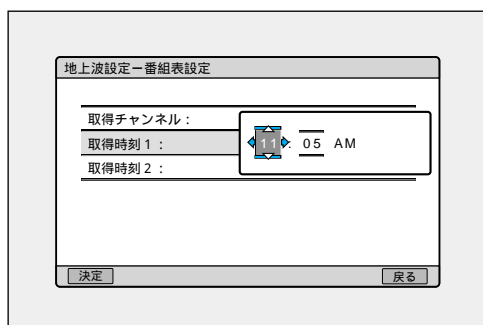 地上波設定ー番組表設定
取得チャンネル：
取得時刻1：
11：05 AM
取得時刻2：
決定
戻る